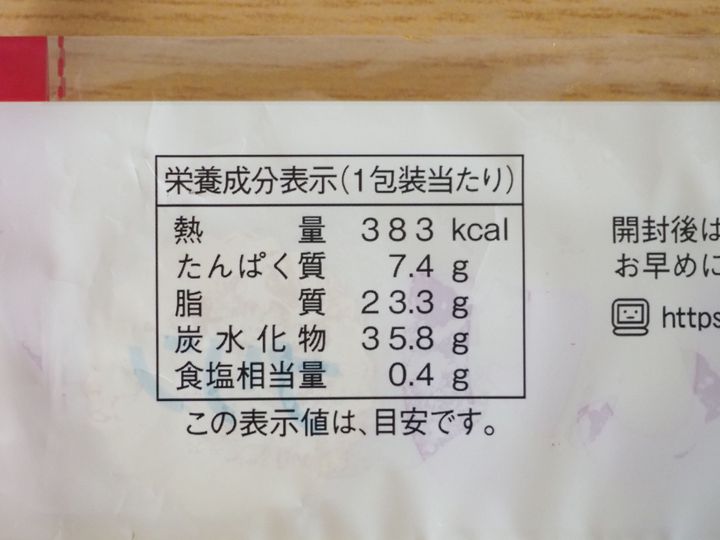 栄養成分表示(1包装当たり)
熱量 383 kcal
たんぱく質 7.4 g
脂質 23.3 g
炭水化物 35.8 g
食塩相当量 0.4 g
この表示値は、目安です。
開封後は
お早めに
https